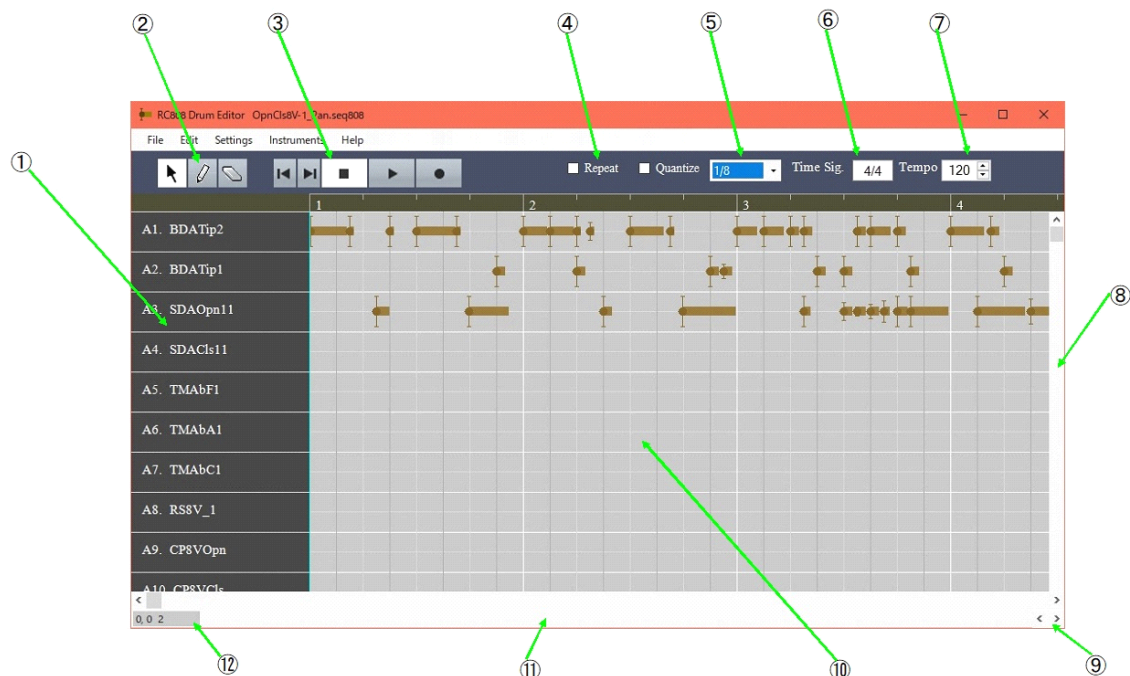 ② ③ ④ ⑤ ⑥ ⑦
RC808 Drum Editor OpnCls8V-1_Pan.seq808
File Edit Settings Instruments Help
①
Repeat Quantize 1/8 Time Sig. 4/4 Tempo 120
1 2 3 4
A1. BDATip2
A2. BDATip1
⑧
A3. SDAOpn11
A4. SDACls11
A5. TMAbF1
A6. TMAbA1
A7. TMAbC1
A8. RS8V_1
A9. CP8VOpn
A10. CP8VCls
0, 0 2
⑫ ⑪ ⑩ ⑨